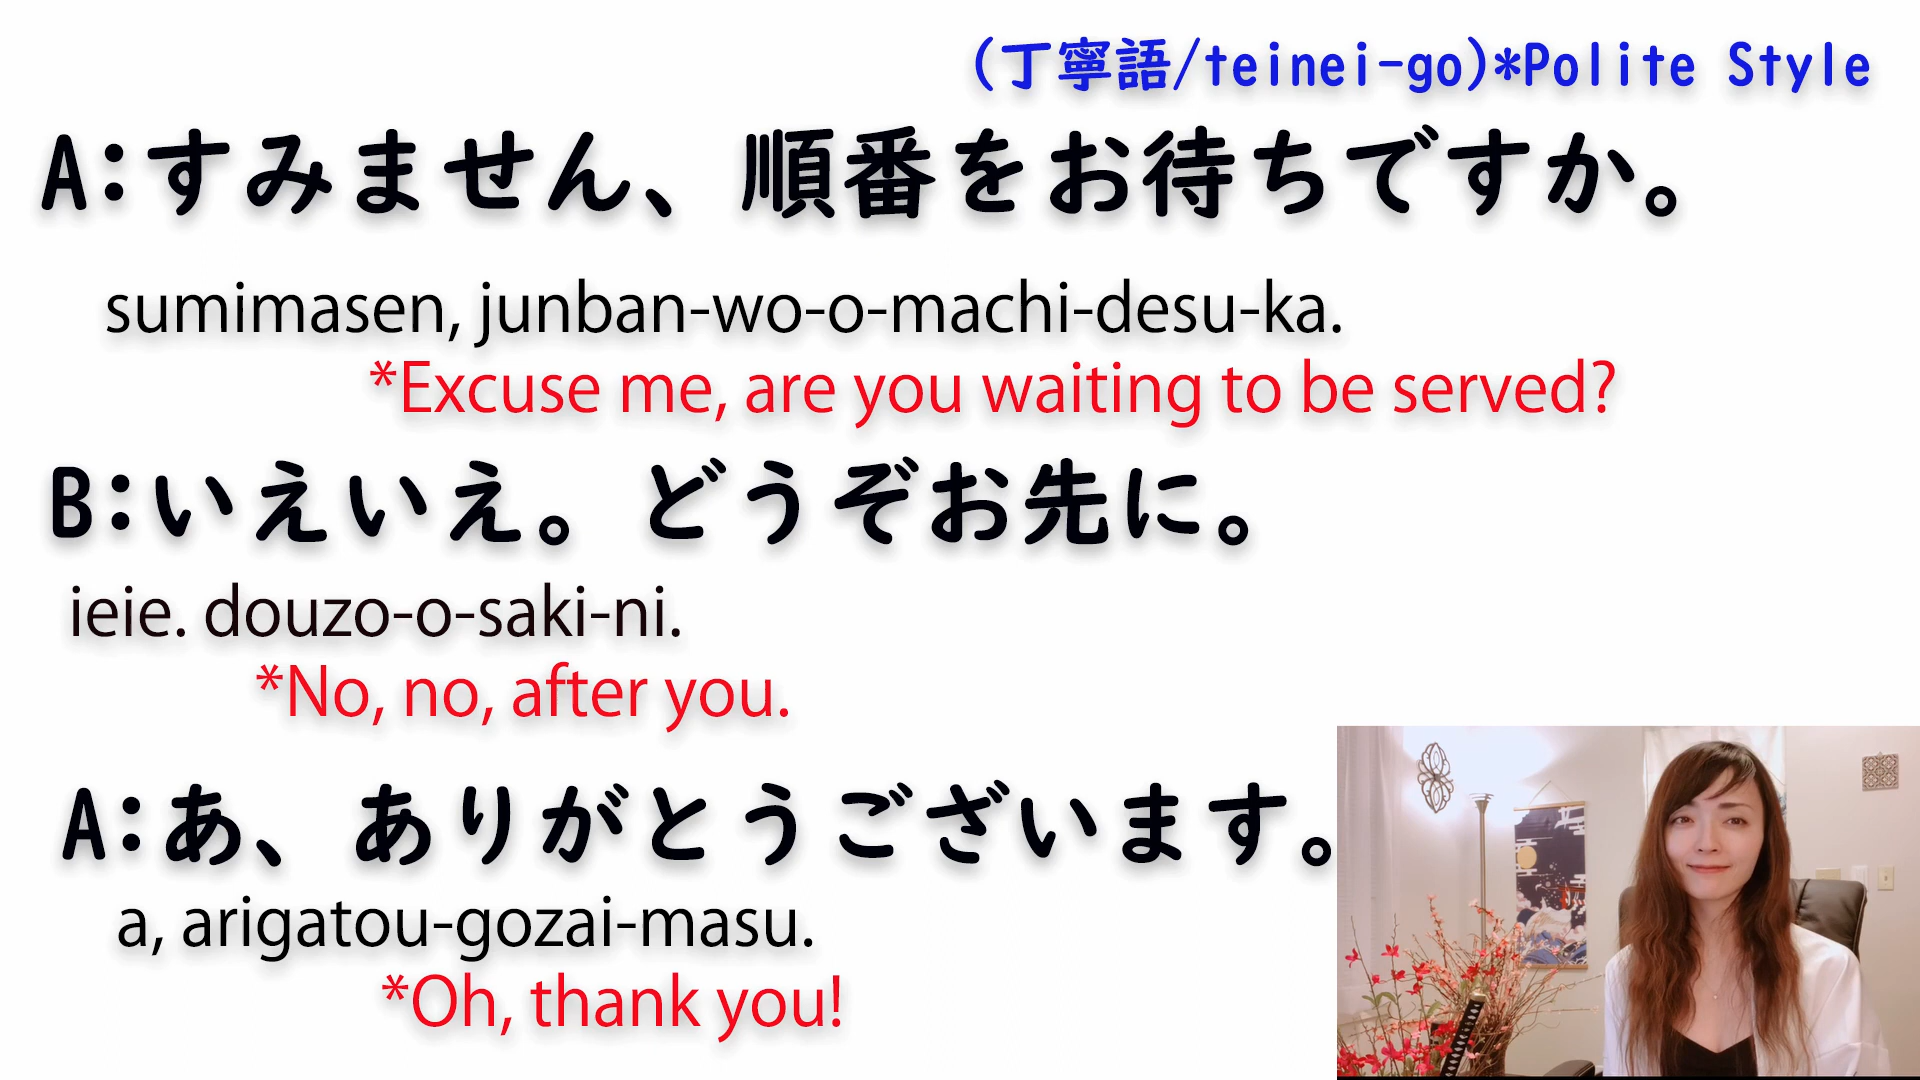 (丁寧語/teinei-go)*Polite Style
A:すみません、順番をお待ちですか。
sumimasen, junban-wo-o-machi-desu-ka.
*Excuse me, are you waiting to be served?
B:いえいえ。どうぞお先に。
ieie. douzo-o-saki-ni.
*No, no, after you.
A:あ、ありがとうございます。
a, arigatou-gozai-masu.
*Oh, thank you!